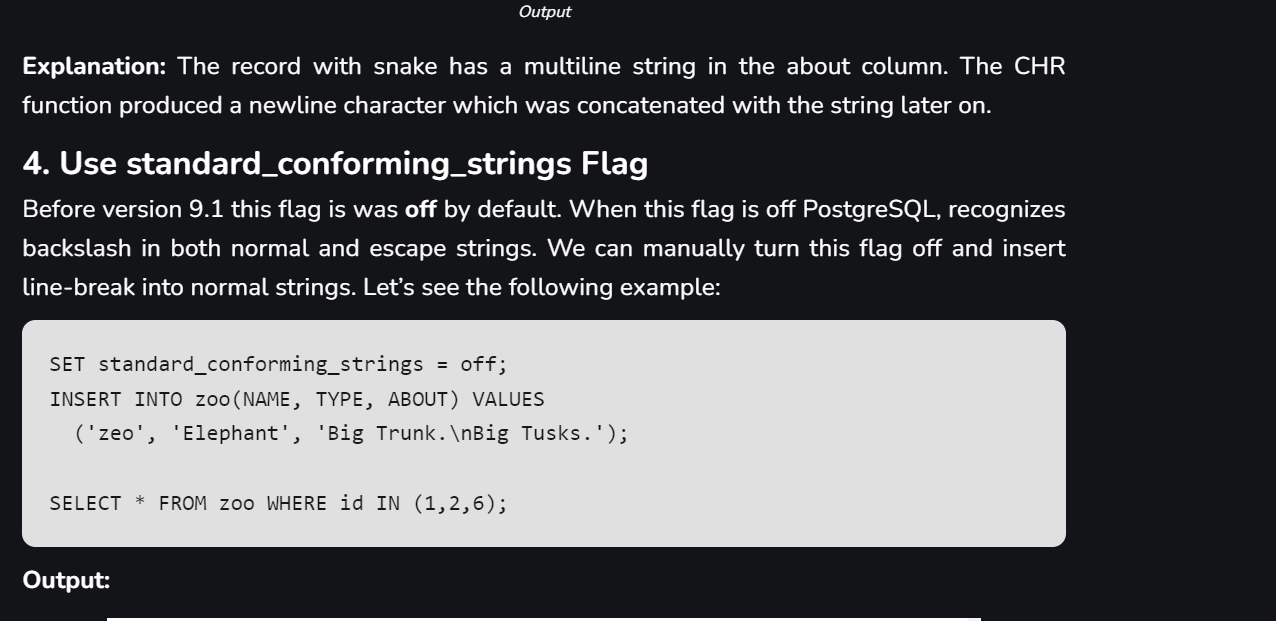 Output
Explanation: The record with snake has a multiline string in the about column. The CHR
function produced a newline character which was concatenated with the string later on.
4. Use standard_conforming_strings Flag
Before version 9.1 this flag is was off by default. When this flag is off PostgreSQL, recognizes
backslash in both normal and escape strings. We can manually turn this flag off and insert
line-break into normal strings. Let’s see the following example:
SET standard_conforming_strings = off;
INSERT INTO zoo(NAME, TYPE, ABOUT) VALUES
('zeo', 'Elephant', 'Big Trunk.\nBig Tusks.');
SELECT * FROM zoo WHERE id IN (1,2,6);
Output: